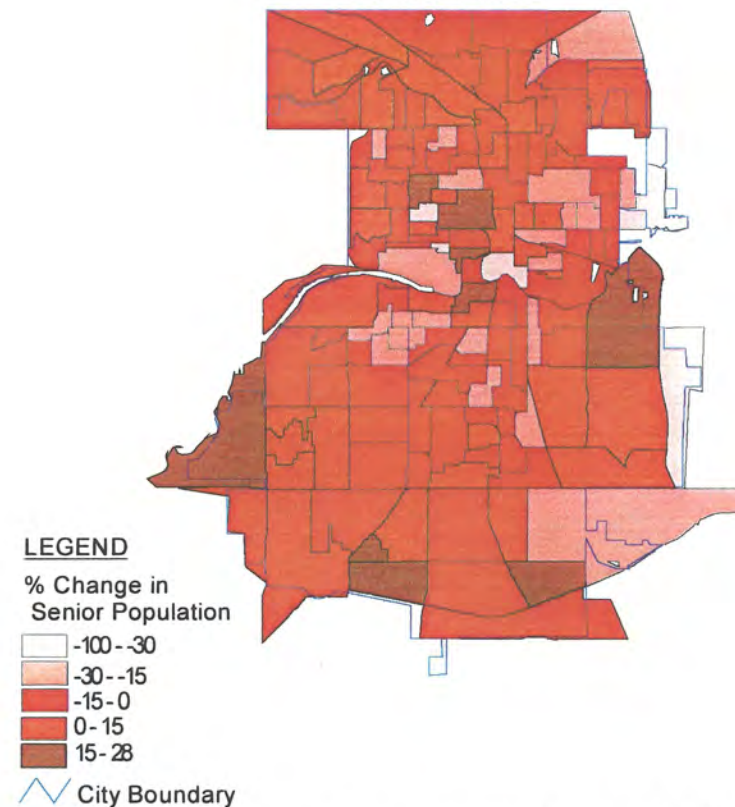 LEGEND
% Change in
Senior Population
-100 - -30
-30 - -15
-15 - 0
0 - 15
15 - 28
City Boundary